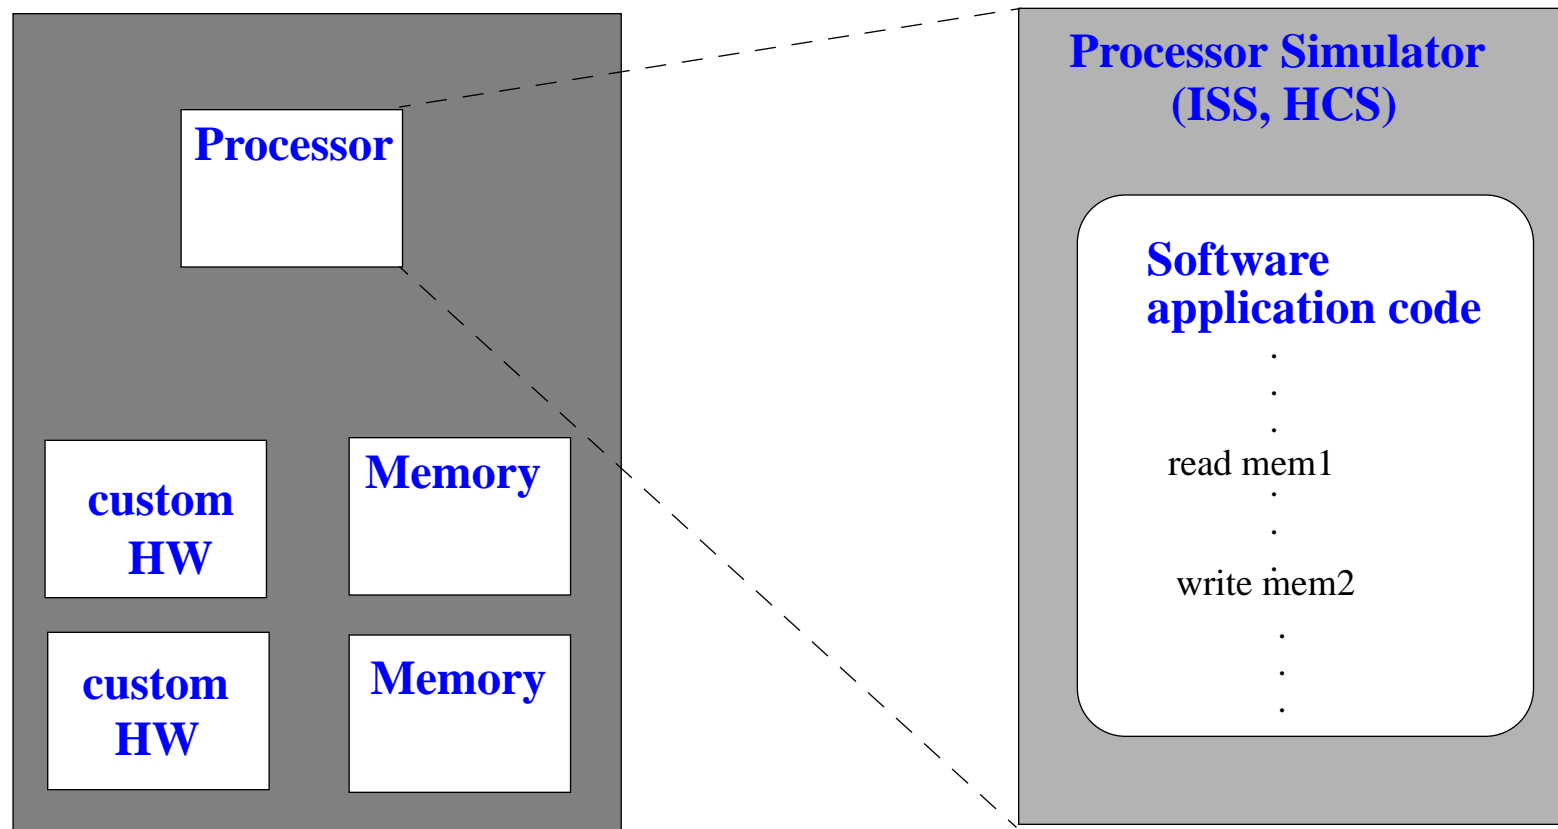 Processor
custom
HW
Memory
custom
HW
Memory
Processor Simulator
(ISS, HCS)
Software
application code
.
.
.
read mem1
.
.
.
write mem2
.
.
.